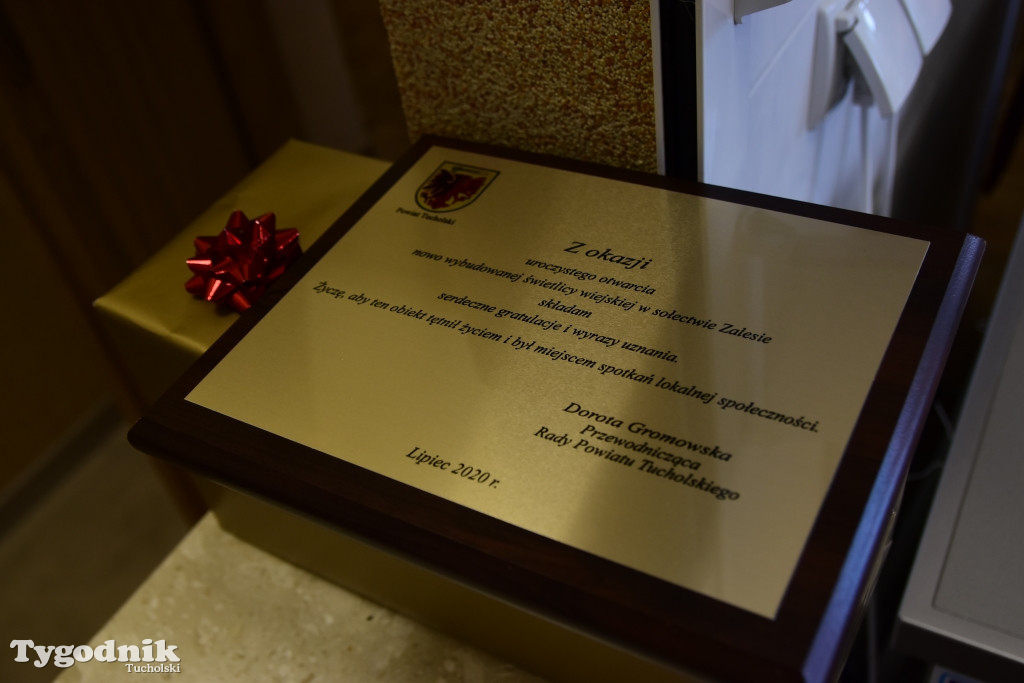 Powiat Tucholski
Z okazji
uroczystego otwarcia
nowo wybudowanej świetlicy wiejskiej w sołectwie Zalesie
składam
serdeczne gratulacje i wyrazy uznania.
Życzę, aby ten obiekt tętnił życiem i był miejscem spotkań lokalnej społeczności.
Dorota Gromowska
Przewodnicząca
Rady Powiatu Tucholskiego
Lipiec 2020 r.
Tygodnik
Tucholski